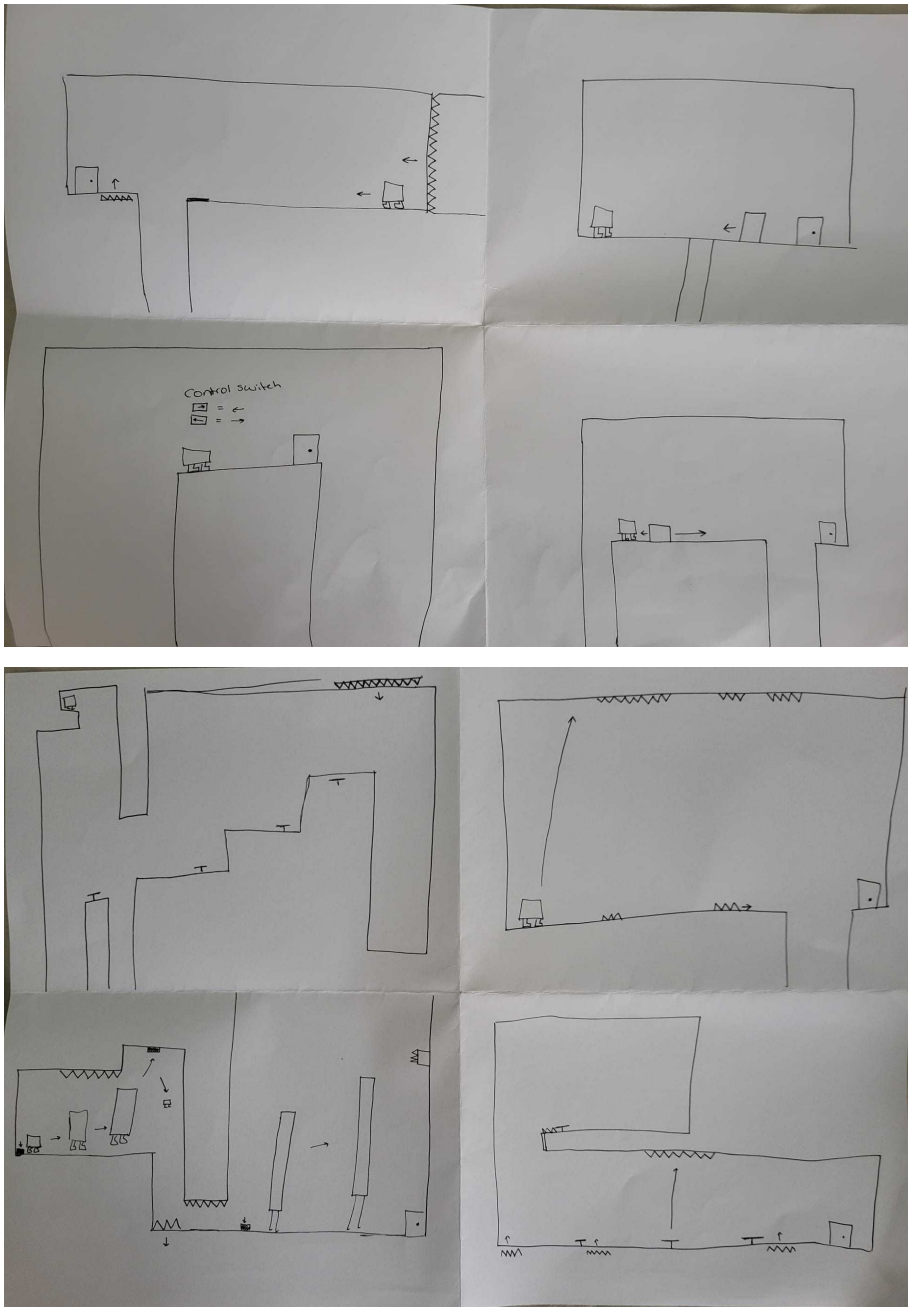 Control switch
= ←
= →